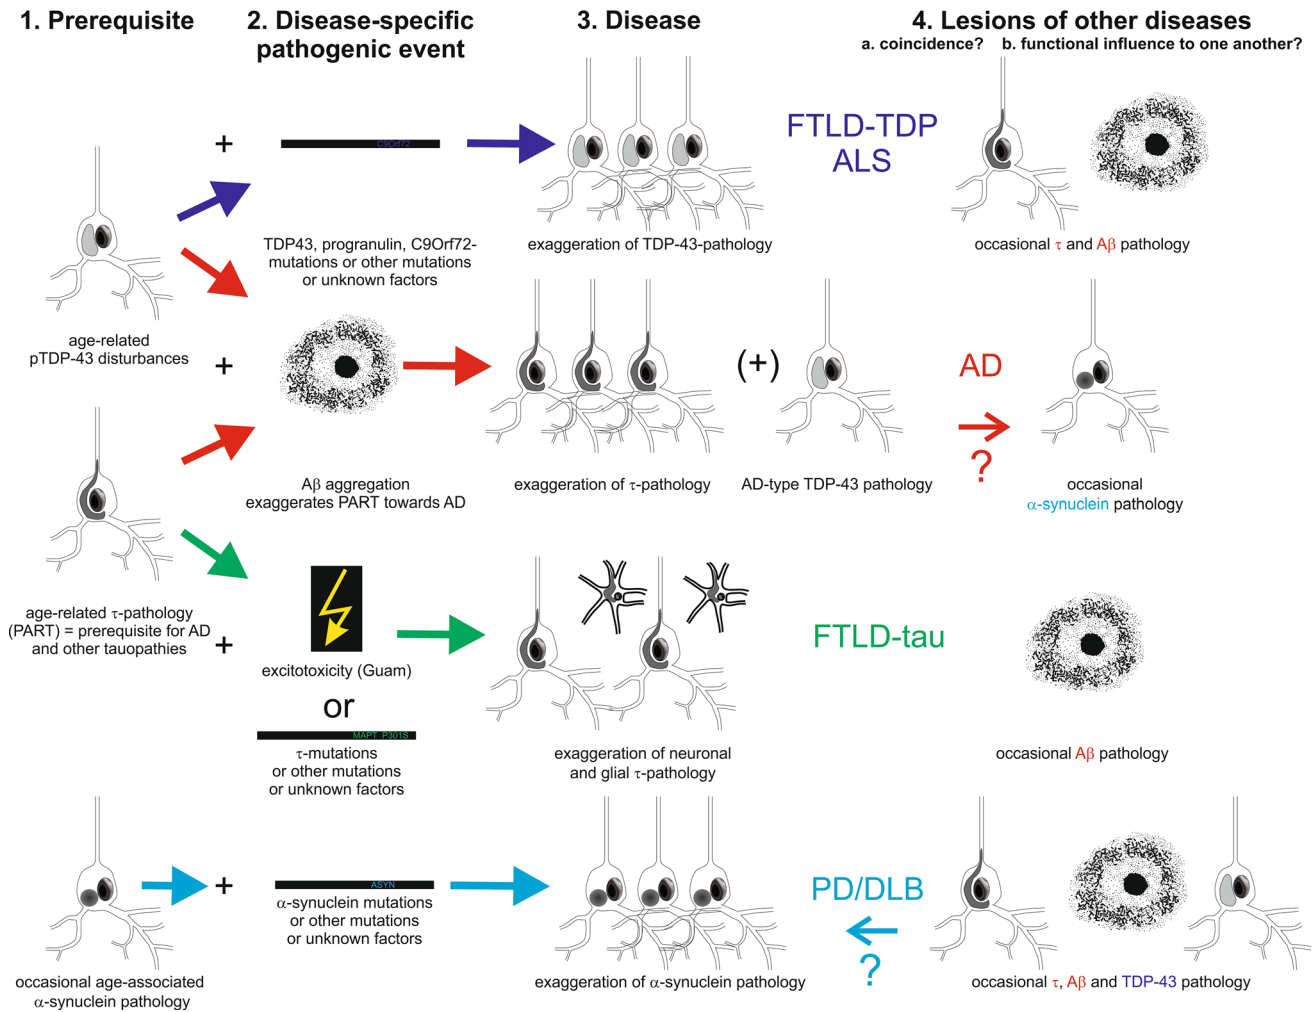 1. Prerequisite
2. Disease-specific
pathogenic event
3. Disease
4. Lesions of other diseases
a. coincidence? b. functional influence to one another?
+
C9Orf72
FTLD-TDP
ALS
TDP43, progranulin, C9Orf72-
mutations or other mutations
or unknown factors
exaggeration of TDP-43-pathology
occasional τ and Aβ pathology
age-related
pTDP-43 disturbances
+
(+)
AD
?
Aβ aggregation
exaggerates PART towards AD
exaggeration of τ-pathology
AD-type TDP-43 pathology
occasional
α-synuclein pathology
age-related τ-pathology
(PART) = prerequisite for AD
and other tauopathies
+
excitotoxicity (Guam)
or
MAPT P301S
τ-mutations
or other mutations
or unknown factors
exaggeration of neuronal
and glial τ-pathology
FTLD-tau
occasional Aβ pathology
+
ASYN
α-synuclein mutations
or other mutations
or unknown factors
PD/DLB
?
occasional age-associated
α-synuclein pathology
exaggeration of α-synuclein pathology
occasional τ, Aβ and TDP-43 pathology